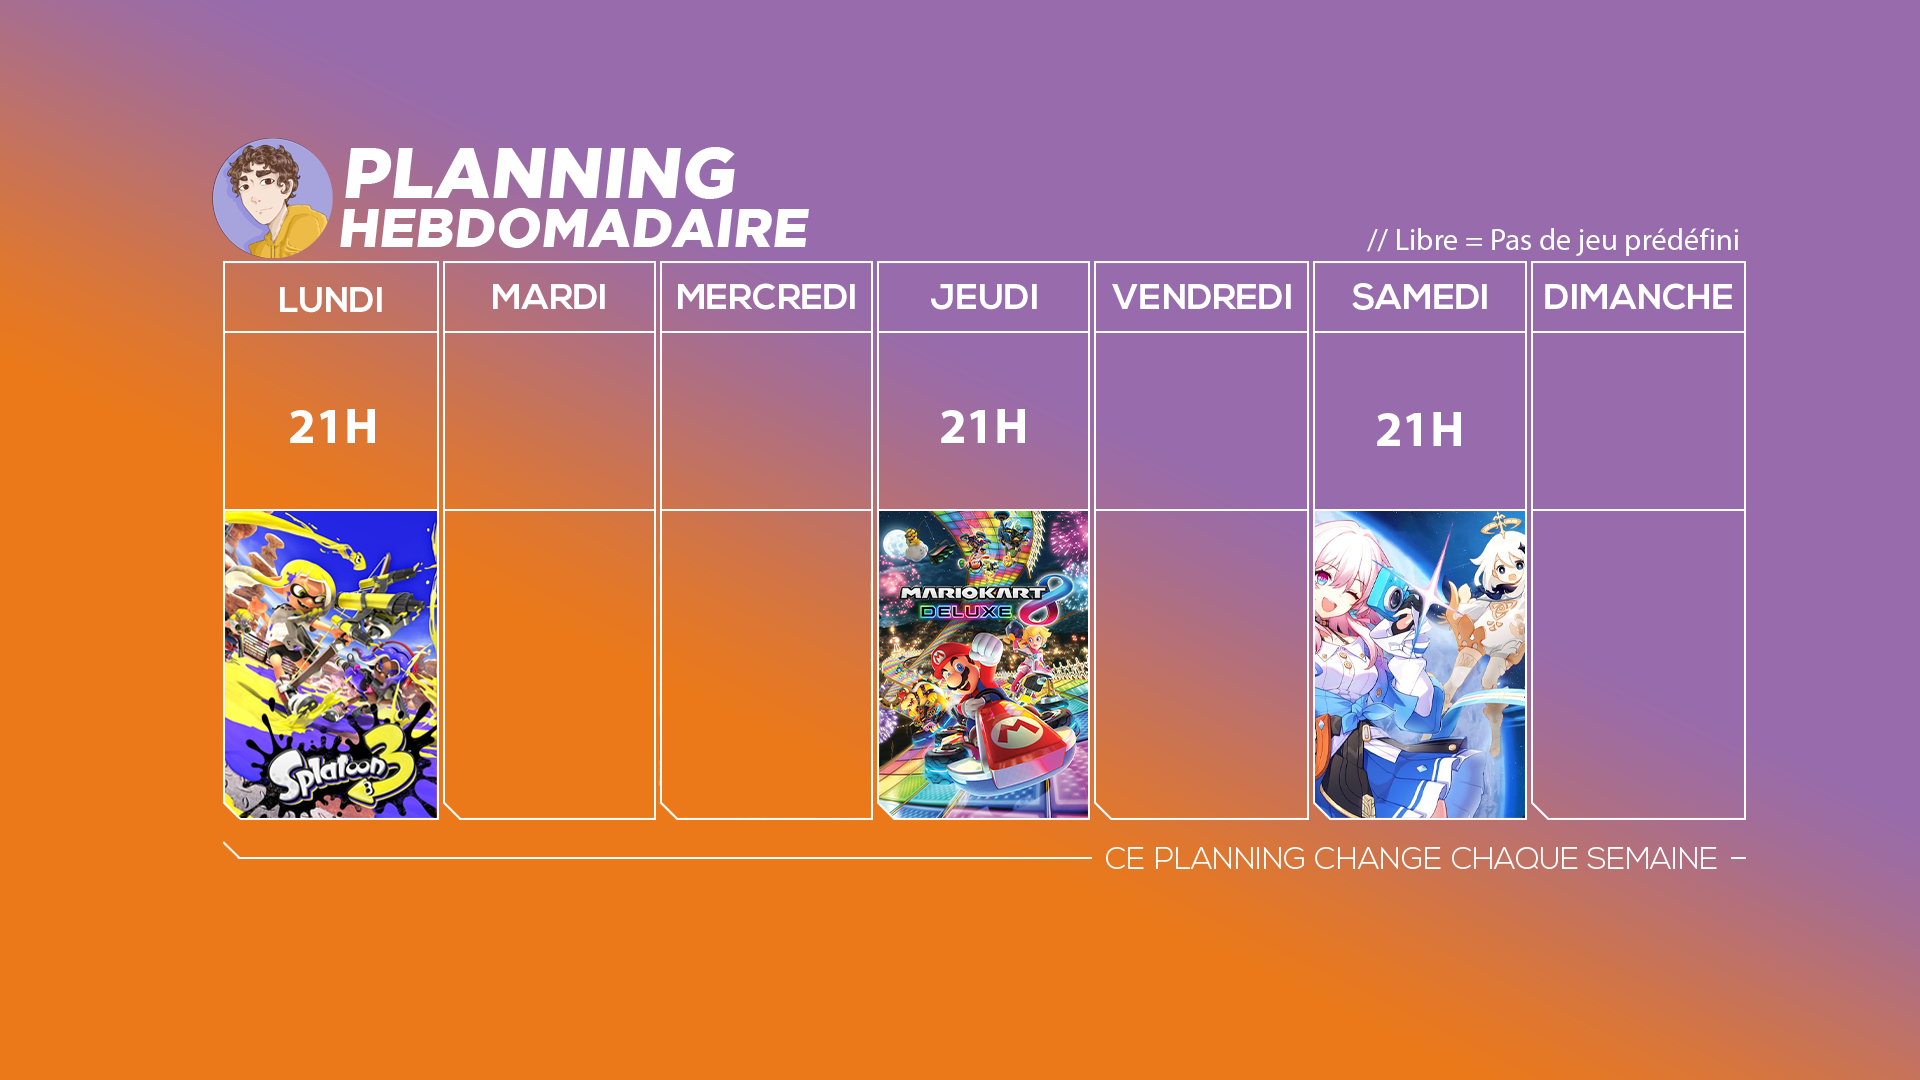 PLANNING
HEBDOMADAIRE
// Libre = Pas de jeu prédéfini
LUNDI
MARDI
MERCREDI
JEUDI
VENDREDI
SAMEDI
DIMANCHE
21H
21H
21H
Splatoon 3
MARIOKART 8
DELUXE
M
M
CE PLANNING CHANGE CHAQUE SEMAINE